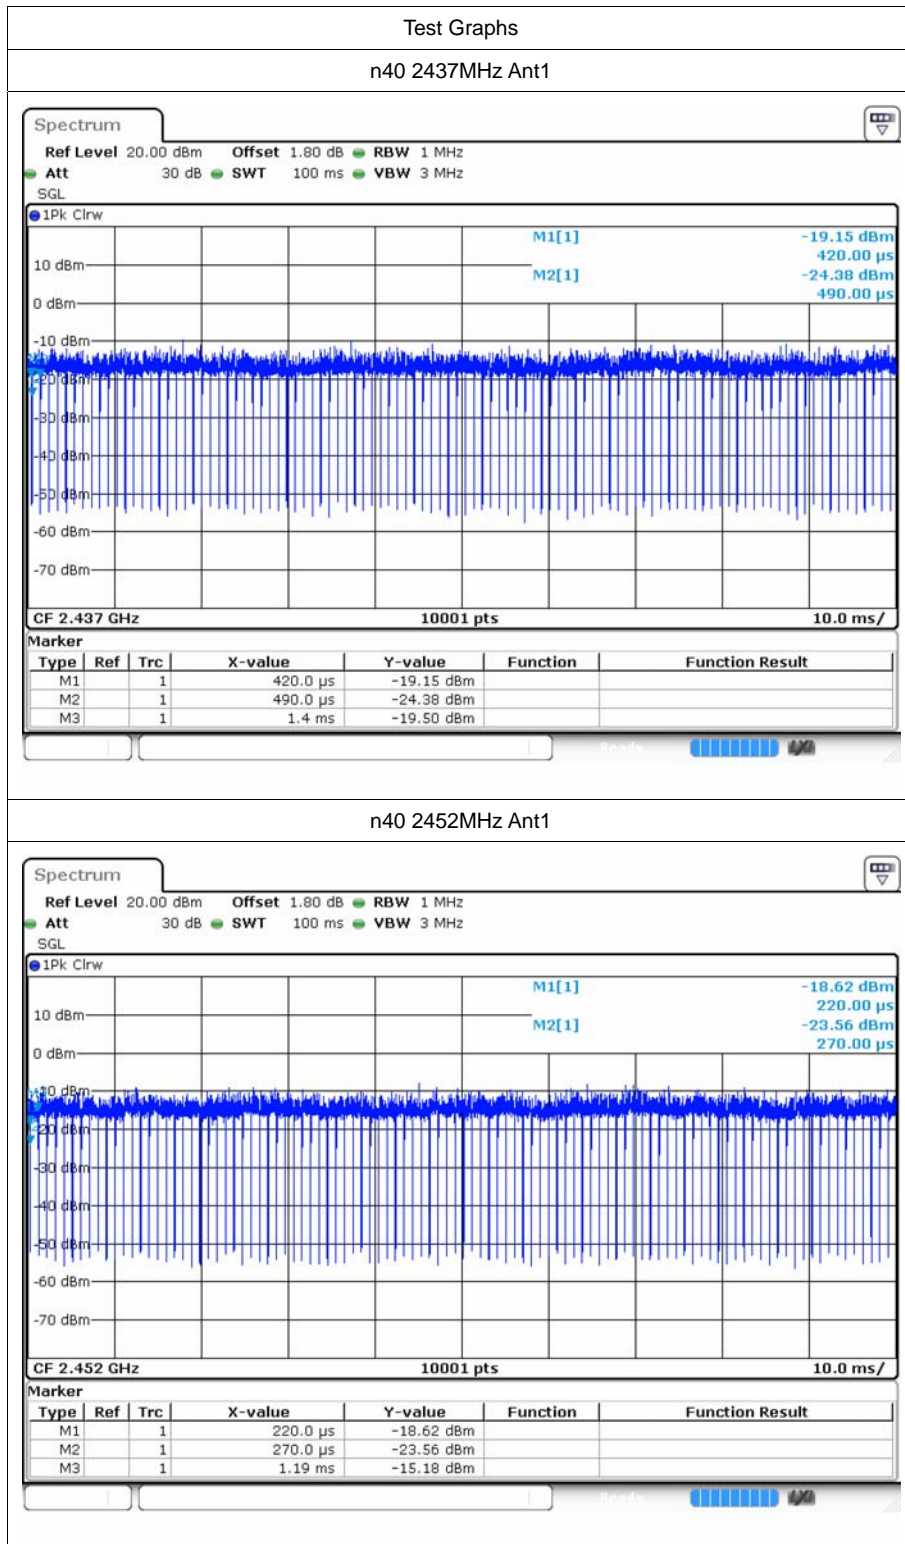 Test Graphs
n40 2437MHz Ant1
Spectrum
Ref Level 20.00 dBm Offset 1.80 dB RBW 1 MHz
Att 30 dB SWT 100 ms VBW 3 MHz
SGL
1Pk Clrw
M1[1] -19.15 dBm
420.00 µs
10 dBm
M2[1] -24.38 dBm
490.00 µs
0 dBm
-10 dBm
-20 dBm
-30 dBm
-40 dBm
-50 dBm
-60 dBm
-70 dBm
CF 2.437 GHz 10001 pts 10.0 ms/
Marker
Type Ref Trc X-value Y-value Function Function Result
M1 1 420.0 µs -19.15 dBm
M2 1 490.0 µs -24.38 dBm
M3 1 1.4 ms -19.50 dBm
Ready
n40 2452MHz Ant1
Spectrum
Ref Level 20.00 dBm Offset 1.80 dB RBW 1 MHz
Att 30 dB SWT 100 ms VBW 3 MHz
SGL
1Pk Clrw
M1[1] -18.62 dBm
220.00 µs
10 dBm
M2[1] -23.56 dBm
270.00 µs
0 dBm
-10 dBm
-20 dBm
-30 dBm
-40 dBm
-50 dBm
-60 dBm
-70 dBm
CF 2.452 GHz 10001 pts 10.0 ms/
Marker
Type Ref Trc X-value Y-value Function Function Result
M1 1 220.0 µs -18.62 dBm
M2 1 270.0 µs -23.56 dBm
M3 1 1.19 ms -15.18 dBm
Ready